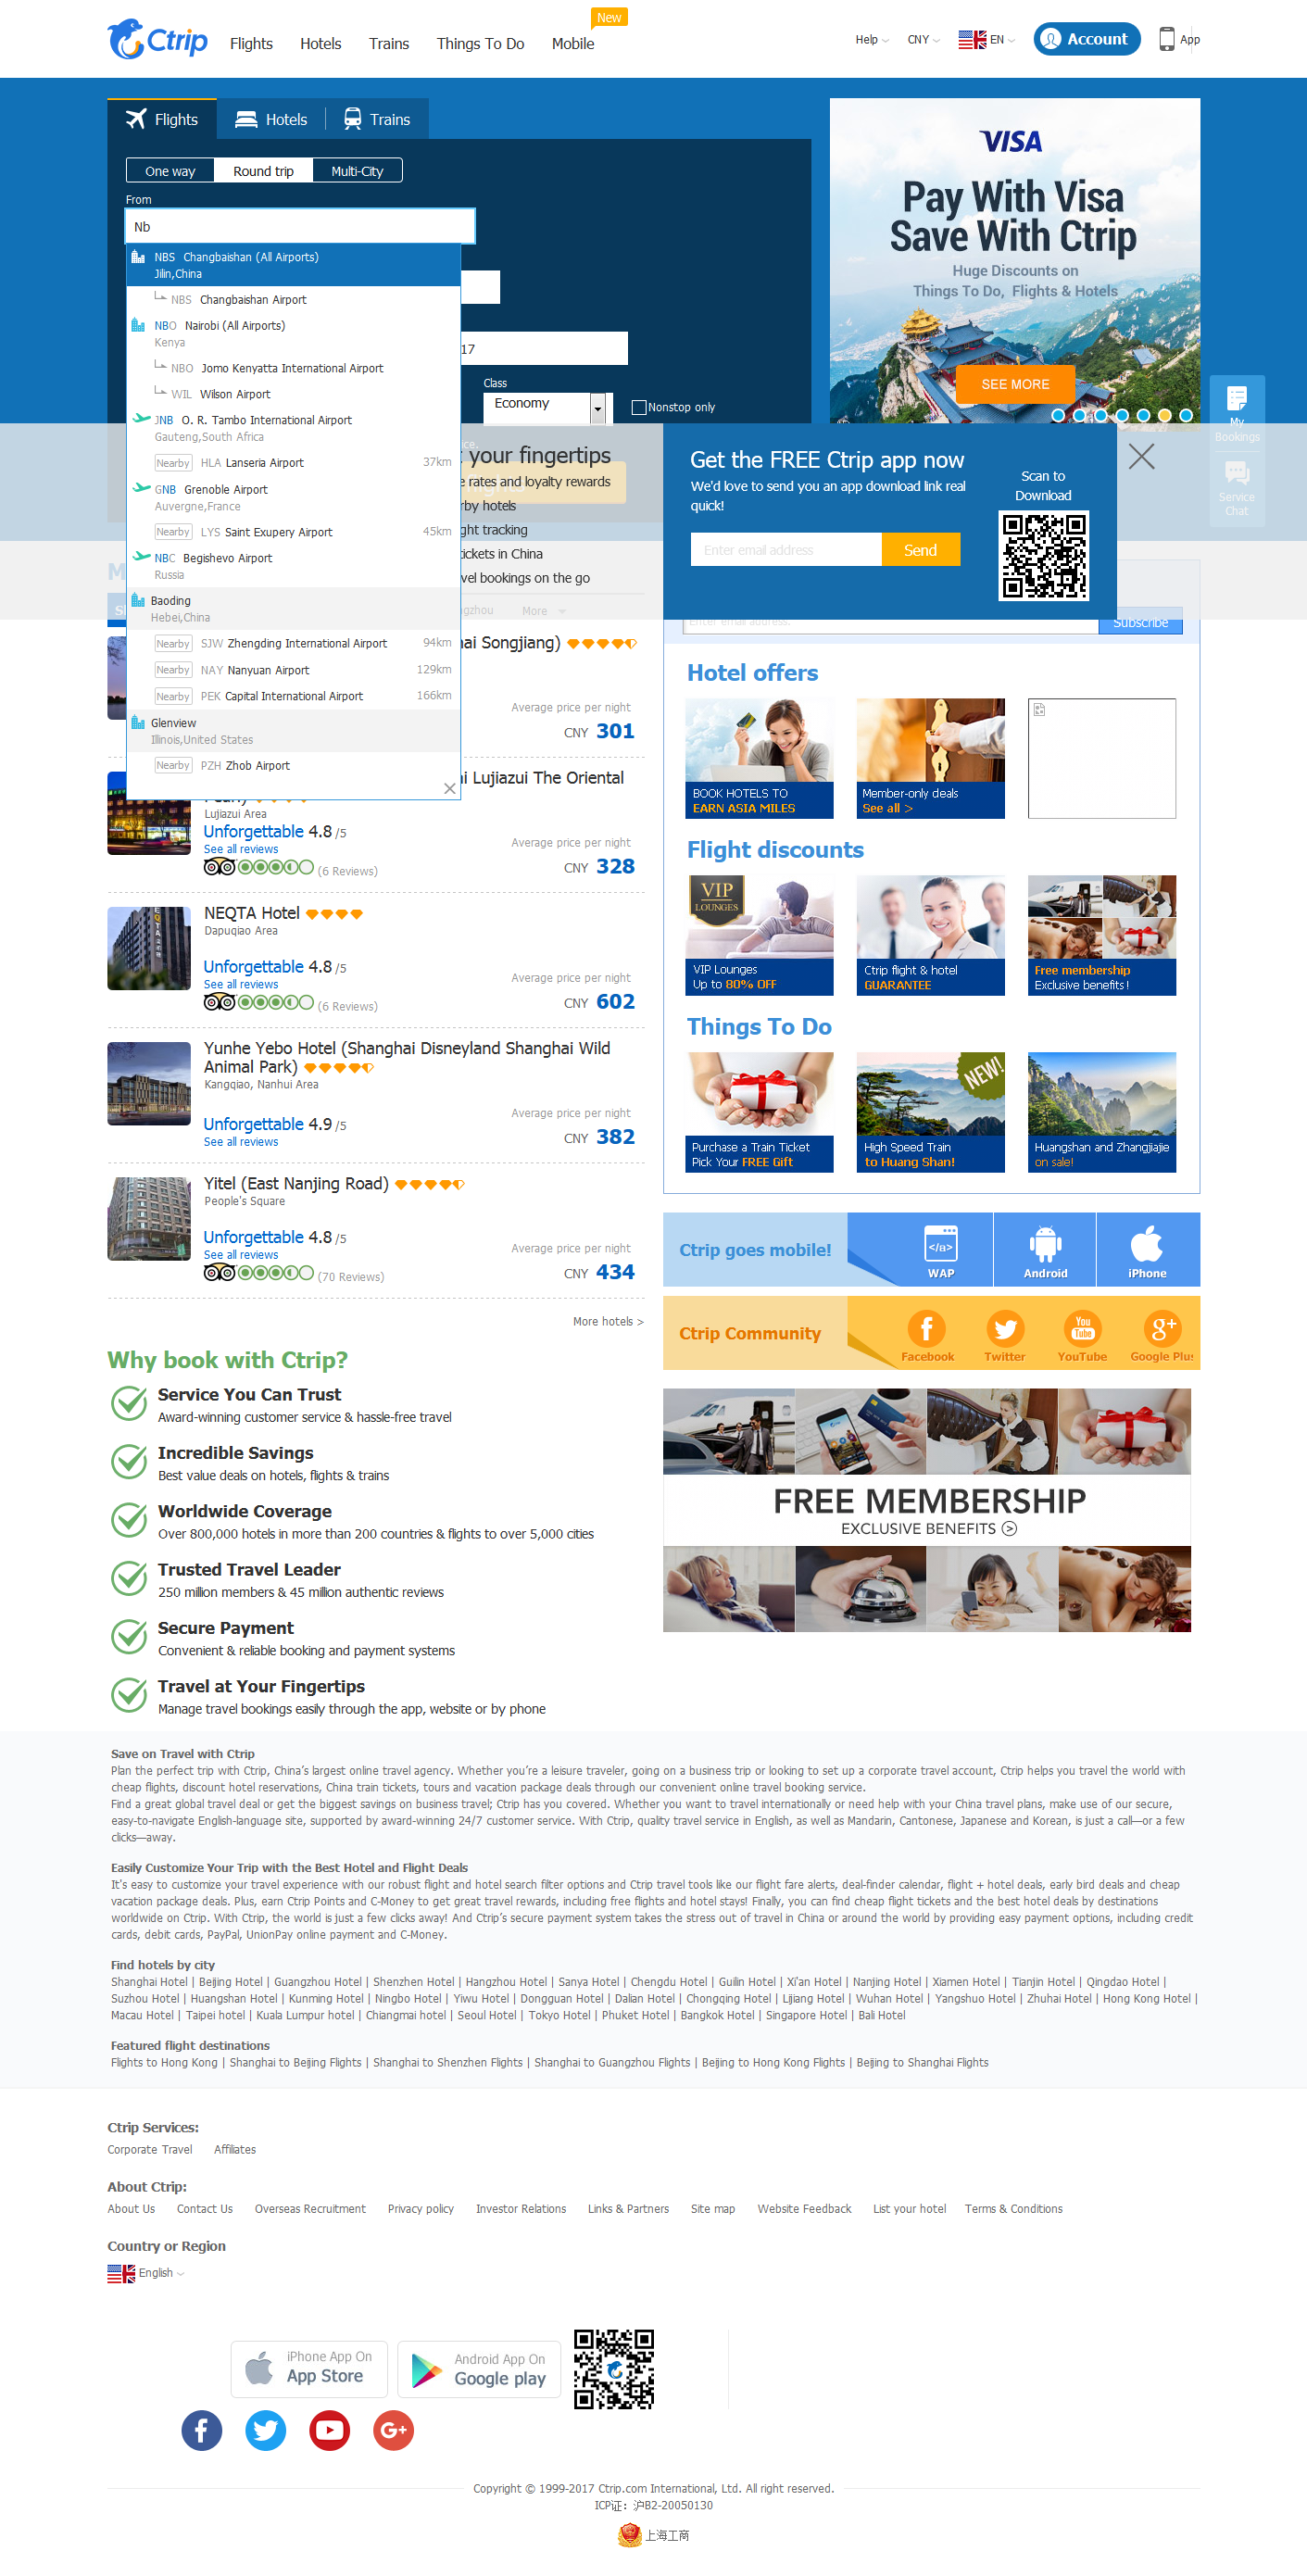 Ctrip
Flights
Hotels
Trains
Things To Do
Mobile
New
Help
CNY
EN
Account
App
Flights
Hotels
Trains
One way
Round trip
Multi-City
From
Nb
NBS Changbaishan (All Airports)
Jilin,China
NBS Changbaishan Airport
NBO Nairobi (All Airports)
Kenya
NBO Jomo Kenyatta International Airport
WIL Wilson Airport
JNB O. R. Tambo International Airport
Gauteng,South Africa
Nearby HLA Lanseria Airport 37km
GNB Grenoble Airport
Auvergne,France
Nearby LYS Saint Exupery Airport 45km
NBC Begishevo Airport
Russia
Baoding
Hebei,China
Nearby SJW Zhengding International Airport 94km
Nearby NAY Nanyuan Airport 129km
Nearby PEK Capital International Airport 166km
Glenview
Illinois,United States
Nearby PZH Zhob Airport
17
Class
Economy
Nonstop only
VISA
Pay With Visa
Save With Ctrip
Huge Discounts on
Things To Do, Flights & Hotels
SEE MORE
My
Bookings
Service
Chat
your fingertips
rates and loyalty rewards
hotels
tracking
tickets in China
bookings on the go
Get the FREE Ctrip app now
We'd love to send you an app download link real
quick!
Enter email address
Send
Scan to
Download
More
Enter email address.
Subscribe
Songjiang)
Average price per night
CNY 301
Lujiazui The Oriental
Lujiazui Area
Unforgettable 4.8 /5
See all reviews
(6 Reviews)
Average price per night
CNY 328
NEQTA Hotel
Dapuqiao Area
Unforgettable 4.8 /5
See all reviews
(6 Reviews)
Average price per night
CNY 602
Yunhe Yebo Hotel (Shanghai Disneyland Shanghai Wild
Animal Park)
Kangqiao, Nanhui Area
Unforgettable 4.9 /5
See all reviews
Average price per night
CNY 382
Yitel (East Nanjing Road)
People's Square
Unforgettable 4.8 /5
See all reviews
(70 Reviews)
Average price per night
CNY 434
More hotels >
Hotel offers
BOOK HOTELS TO
EARN ASIA MILES
Member-only deals
See all >
Flight discounts
VIP
LOUNGES
VIP Lounges
Up to 80% OFF
Ctrip flight & hotel
GUARANTEE
Free membership
Exclusive benefits!
Things To Do
Purchase a Train Ticket
Pick Your FREE Gift
NEW!
High Speed Train
to Huang Shan!
Huangshan and Zhangjiajie
on sale!
Ctrip goes mobile!
</a>
WAP
Android
iPhone
Ctrip Community
Facebook
Twitter
You
Tube
YouTube
g+
Google Plus
FREE MEMBERSHIP
EXCLUSIVE BENEFITS
Why book with Ctrip?
Service You Can Trust
Award-winning customer service & hassle-free travel
Incredible Savings
Best value deals on hotels, flights & trains
Worldwide Coverage
Over 800,000 hotels in more than 200 countries & flights to over 5,000 cities
Trusted Travel Leader
250 million members & 45 million authentic reviews
Secure Payment
Convenient & reliable booking and payment systems
Travel at Your Fingertips
Manage travel bookings easily through the app, website or by phone
Save on Travel with Ctrip
Plan the perfect trip with Ctrip, China's largest online travel agency. Whether you're a leisure traveler, going on a business trip or looking to set up a corporate travel account, Ctrip helps you travel the world with
cheap flights, discount hotel reservations, China train tickets, tours and vacation package deals through our convenient online travel booking service.
Find a great global travel deal or get the biggest savings on business travel; Ctrip has you covered. Whether you want to travel internationally or need help with your China travel plans, make use of our secure,
easy-to-navigate English-language site, supported by award-winning 24/7 customer service. With Ctrip, quality travel service in English, as well as Mandarin, Cantonese, Japanese and Korean, is just a call—or a few
clicks—away.
Easily Customize Your Trip with the Best Hotel and Flight Deals
It's easy to customize your travel experience with our robust flight and hotel search filter options and Ctrip travel tools like our flight fare alerts, deal-finder calendar, flight + hotel deals, early bird deals and cheap
vacation package deals. Plus, earn Ctrip Points and C-Money to get great travel rewards, including free flights and hotel stays! Finally, you can find cheap flight tickets and the best hotel deals by destinations
worldwide on Ctrip. With Ctrip, the world is just a few clicks away! And Ctrip's secure payment system takes the stress out of travel in China or around the world by providing easy payment options, including credit
cards, debit cards, PayPal, UnionPay online payment and C-Money.
Find hotels by city
Shanghai Hotel | Beijing Hotel | Guangzhou Hotel | Shenzhen Hotel | Hangzhou Hotel | Sanya Hotel | Chengdu Hotel | Guilin Hotel | Xi'an Hotel | Nanjing Hotel | Xiamen Hotel | Tianjin Hotel | Qingdao Hotel |
Suzhou Hotel | Huangshan Hotel | Kunming Hotel | Ningbo Hotel | Yiwu Hotel | Dongguan Hotel | Dalian Hotel | Chongqing Hotel | Lijiang Hotel | Wuhan Hotel | Yangshuo Hotel | Zhuhai Hotel | Hong Kong Hotel |
Macau Hotel | Taipei hotel | Kuala Lumpur hotel | Chiangmai hotel | Seoul Hotel | Tokyo Hotel | Phuket Hotel | Bangkok Hotel | Singapore Hotel | Bali Hotel
Featured flight destinations
Flights to Hong Kong | Shanghai to Beijing Flights | Shanghai to Shenzhen Flights | Shanghai to Guangzhou Flights | Beijing to Hong Kong Flights | Beijing to Shanghai Flights
Ctrip Services:
Corporate Travel Affiliates
About Ctrip:
About Us Contact Us Overseas Recruitment Privacy policy Investor Relations Links & Partners Site map Website Feedback List your hotel Terms & Conditions
Country or Region
English
iPhone App On
App Store
Android App On
Google play
G+
Copyright © 1999-2017 Ctrip.com International, Ltd. All right reserved.
ICP证：沪B2-20050130
上海工商